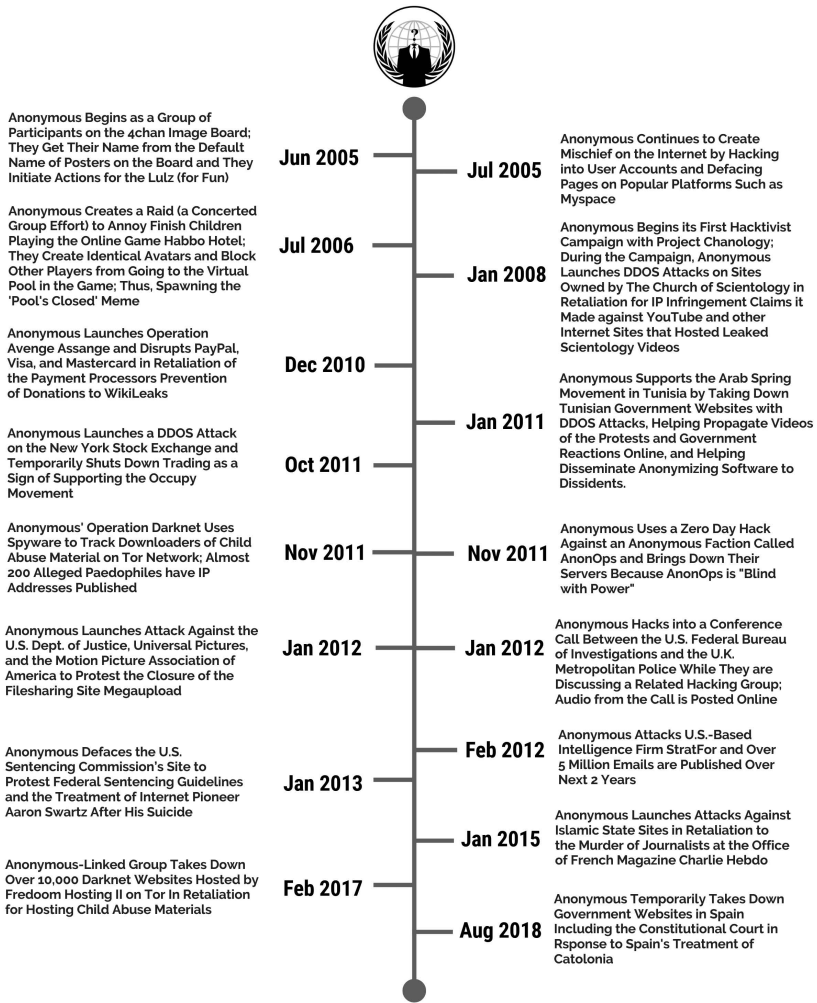 ?
Anonymous Begins as a Group of
Participants on the 4chan Image Board;
They Get Their Name from the Default
Name of Posters on the Board and They
Initiate Actions for the Lulz (for Fun)
Jun 2005
Jul 2005
Anonymous Continues to Create
Mischief on the Internet by Hacking
into User Accounts and Defacing
Pages on Popular Platforms Such as
Myspace
Anonymous Creates a Raid (a Concerted
Group Effort) to Annoy Finish Children
Playing the Online Game Habbo Hotel;
They Create Identical Avatars and Block
Other Players from Going to the Virtual
Pool in the Game; Thus, Spawning the
'Pool's Closed' Meme
Jul 2006
Jan 2008
Anonymous Begins its First Hacktivist
Campaign with Project Chanology;
During the Campaign, Anonymous
Launches DDOS Attacks on Sites
Owned by The Church of Scientology in
Retaliation for IP Infringement Claims it
Made against YouTube and other
Internet Sites that Hosted Leaked
Scientology Videos
Anonymous Launches Operation
Avenge Assange and Disrupts PayPal,
Visa, and Mastercard in Retaliation of
the Payment Processors Prevention
of Donations to WikiLeaks
Dec 2010
Jan 2011
Anonymous Supports the Arab Spring
Movement in Tunisia by Taking Down
Tunisian Government Websites with
DDOS Attacks, Helping Propagate Videos
of the Protests and Government
Reactions Online, and Helping
Disseminate Anonymizing Software to
Dissidents.
Anonymous Launches a DDOS Attack
on the New York Stock Exchange and
Temporarily Shuts Down Trading as a
Sign of Supporting the Occupy
Movement
Oct 2011
Anonymous' Operation Darknet Uses
Spyware to Track Downloaders of Child
Abuse Material on Tor Network; Almost
200 Alleged Paedophiles have IP
Addresses Published
Nov 2011
Nov 2011
Anonymous Uses a Zero Day Hack
Against an Anonymous Faction Called
AnonOps and Brings Down Their
Servers Because AnonOps is "Blind
with Power"
Anonymous Launches Attack Against the
U.S. Dept. of Justice, Universal Pictures,
and the Motion Picture Association of
America to Protest the Closure of the
Filesharing Site Megaupload
Jan 2012
Jan 2012
Anonymous Hacks into a Conference
Call Between the U.S. Federal Bureau
of Investigations and the U.K.
Metropolitan Police While They are
Discussing a Related Hacking Group;
Audio from the Call is Posted Online
Feb 2012
Anonymous Attacks U.S.-Based
Intelligence Firm StratFor and Over
5 Million Emails are Published Over
Next 2 Years
Anonymous Defaces the U.S.
Sentencing Commission's Site to
Protest Federal Sentencing Guidelines
and the Treatment of Internet Pioneer
Aaron Swartz After His Suicide
Jan 2013
Jan 2015
Anonymous Launches Attacks Against
Islamic State Sites in Retaliation to
the Murder of Journalists at the Office
of French Magazine Charlie Hebdo
Anonymous-Linked Group Takes Down
Over 10,000 Darknet Websites Hosted by
Fredoom Hosting II on Tor In Retaliation
for Hosting Child Abuse Materials
Feb 2017
Aug 2018
Anonymous Temporarily Takes Down
Government Websites in Spain
Including the Constitutional Court in
Rsponse to Spain's Treatment of
Catolonia